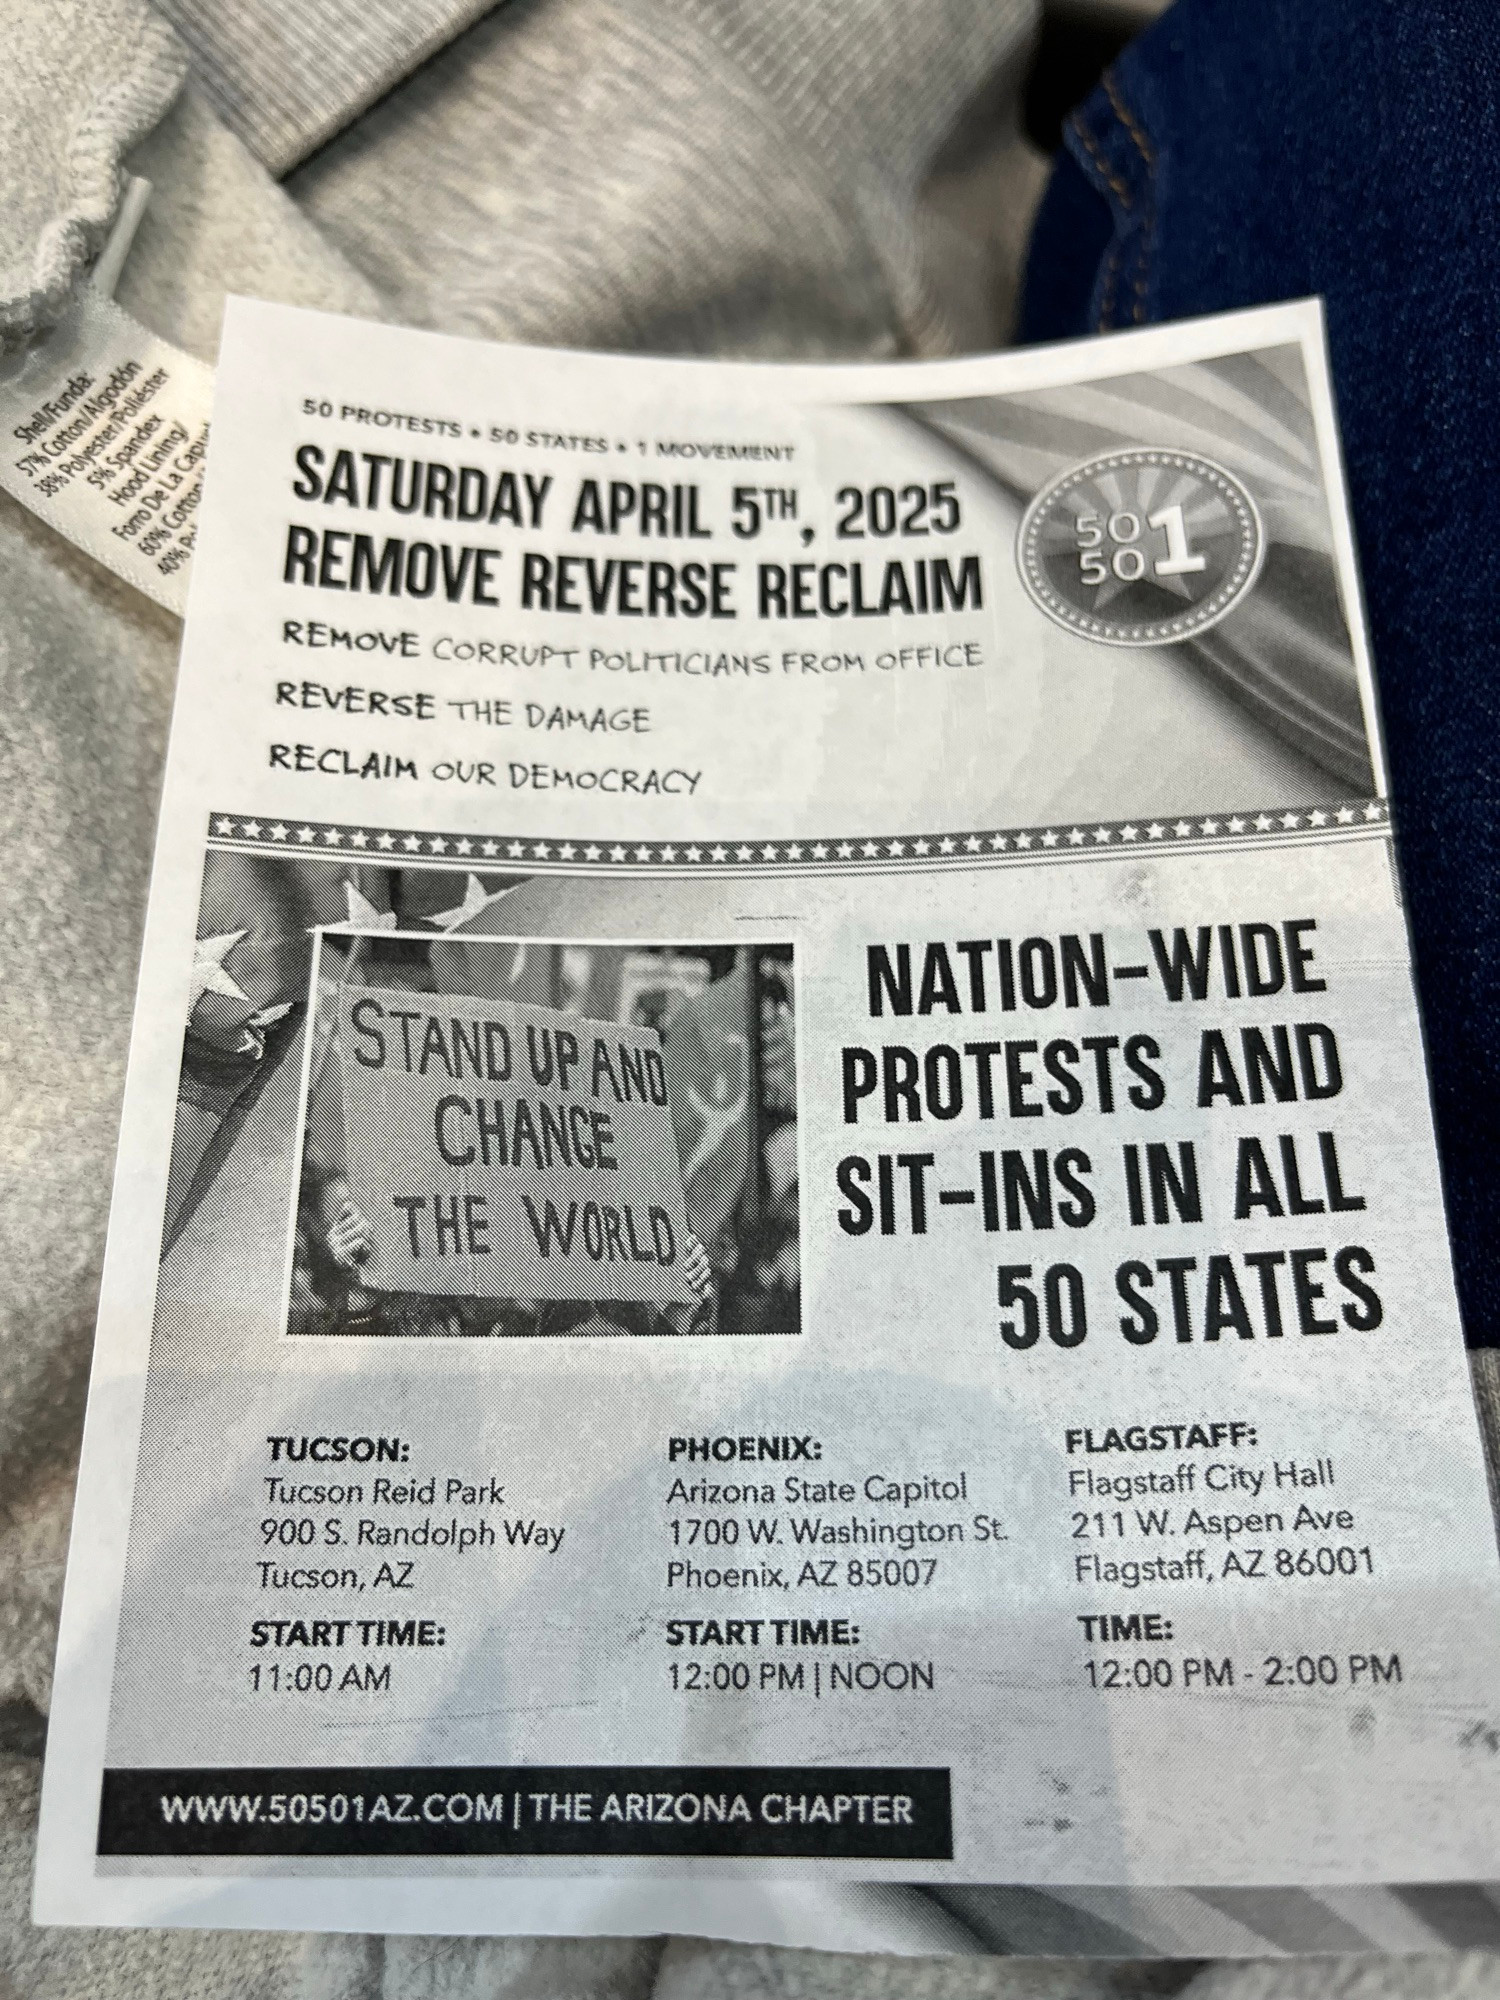 Shell/Funda:
57% Cotton/Algodón
38% Polyester/Poliéster
5% Spandex
Hood Lining/
Forro De La
60%
40%
50 PROTESTS • 50 STATES • 1 MOVEMENT
SATURDAY APRIL 5TH, 2025
REMOVE REVERSE RECLAIM
REMOVE CORRUPT POLITICIANS FROM OFFICE
REVERSE THE DAMAGE
RECLAIM OUR DEMOCRACY
50
50 1
STAND UP AND
CHANGE
THE WORLD
NATION-WIDE
PROTESTS AND
SIT-INS IN ALL
50 STATES
TUCSON:
Tucson Reid Park
900 S. Randolph Way
Tucson, AZ
START TIME:
11:00 AM
PHOENIX:
Arizona State Capitol
1700 W. Washington St.
Phoenix, AZ 85007
START TIME:
12:00 PM | NOON
FLAGSTAFF:
Flagstaff City Hall
211 W. Aspen Ave
Flagstaff, AZ 86001
TIME:
12:00 PM - 2:00 PM
WWW.50501AZ.COM | THE ARIZONA CHAPTER